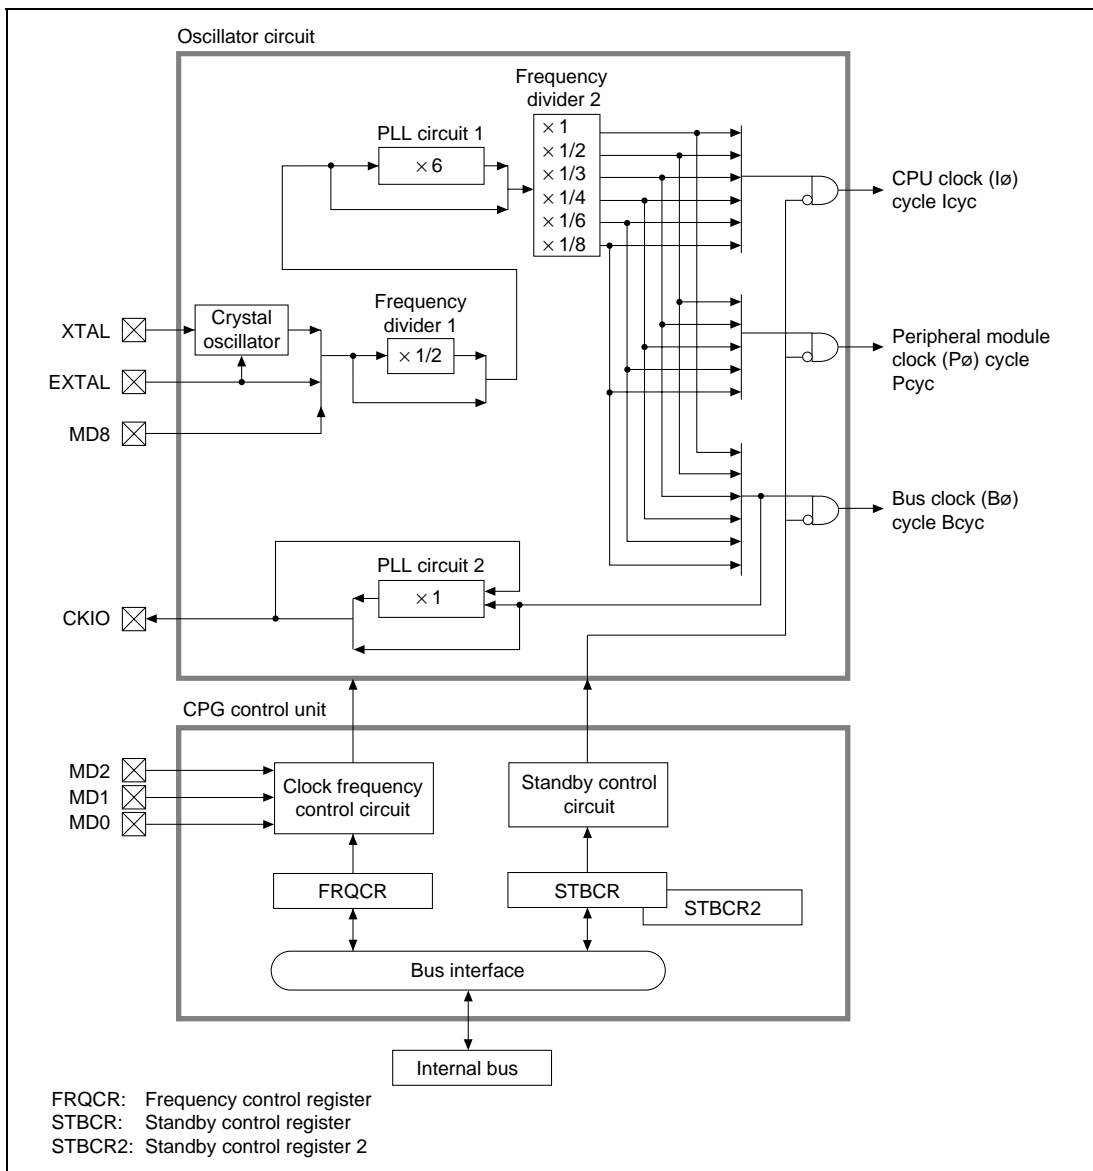 Oscillator circuit
Frequency
divider 2
PLL circuit 1
× 6
× 1
× 1/2
× 1/3
× 1/4
× 1/6
× 1/8
CPU clock (Iø)
cycle Icyc
XTAL
Crystal
oscillator
Frequency
divider 1
× 1/2
Peripheral module
clock (Pø) cycle
Pcyc
EXTAL
MD8
Bus clock (Bø)
cycle Bcyc
PLL circuit 2
× 1
CKIO
CPG control unit
MD2
MD1
MD0
Clock frequency
control circuit
Standby control
circuit
FRQCR
STBCR
STBCR2
Bus interface
Internal bus
FRQCR: Frequency control register
STBCR: Standby control register
STBCR2: Standby control register 2